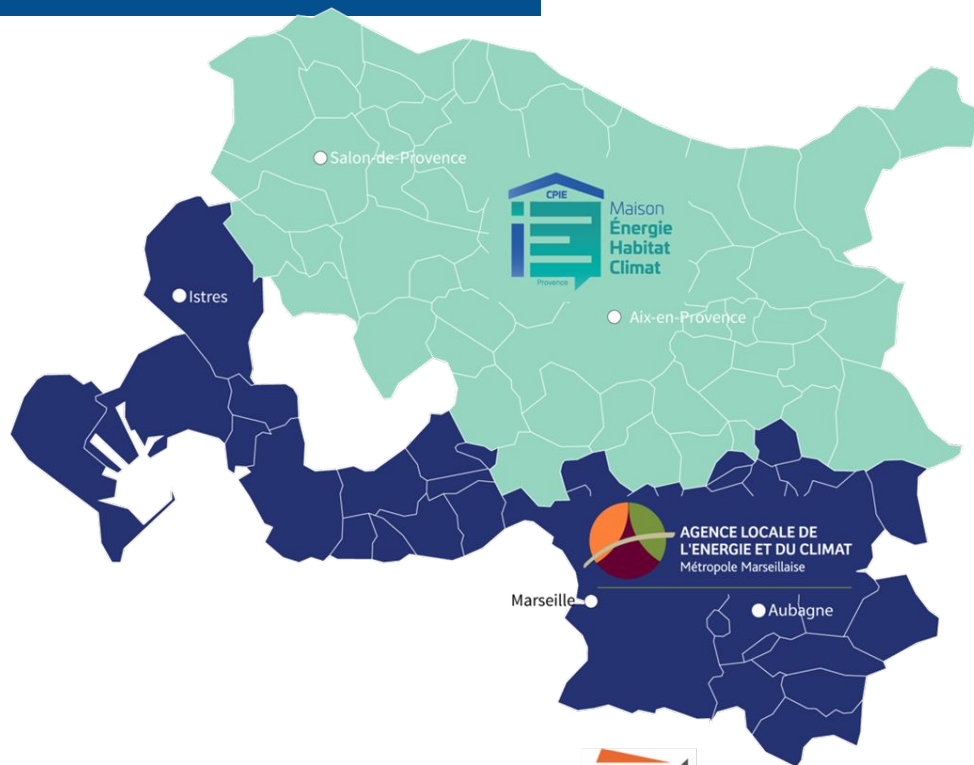 Salon-de-Provence
CPIE
Maison
Énergie
Habitat
Climat
Provence
Istres
Aix-en-Provence
AGENCE LOCALE DE
L'ENERGIE ET DU CLIMAT
Métropole Marseillaise
Marseille
Aubagne